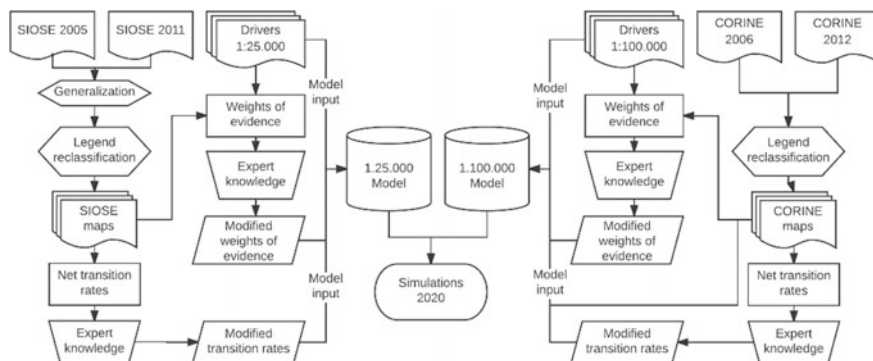 SIOSE 2005
SIOSE 2011
Drivers
1:25.000
Drivers
1:100.000
CORINE
2006
CORINE
2012
Generalization
Model
input
Model
input
Weights of
evidence
Weights of
evidence
Legend
reclassification
Expert
knowledge
1.25.000
Model
1.100.000
Model
Expert
knowledge
Legend
reclassification
SIOSE
maps
Modified
weights of
evidence
Modified
weights of
evidence
CORINE
maps
Net transition
rates
Model
input
Simulations
2020
Model
input
Net transition
rates
Expert
knowledge
Modified
transition rates
Modified
transition rates
Expert
knowledge